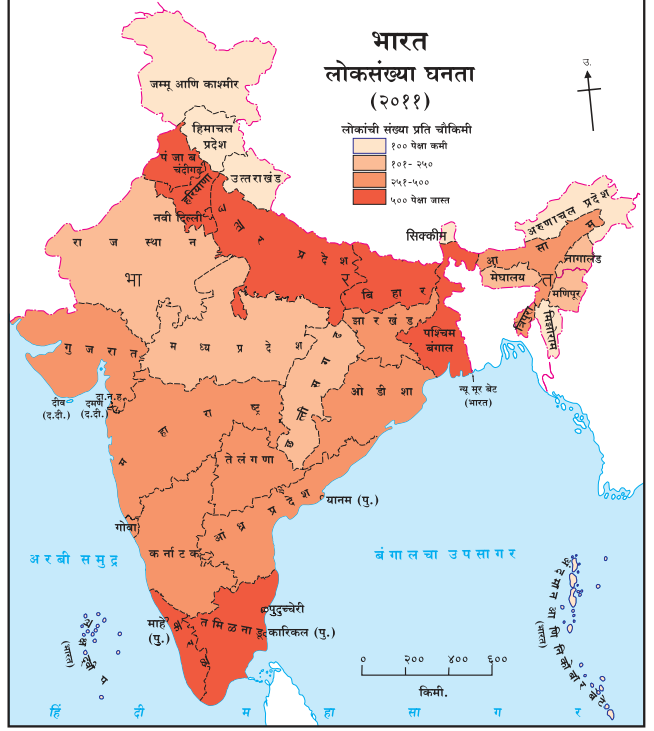 भारत
लोकसंख्या घनता
(२०११)
उ.
लोकांची संख्या प्रति चौकिमी
१०० पेक्षा कमी
१०१- २५०
२५१-५००
५०० पेक्षा जास्त
जम्मू आणि काश्मीर
हिमाचल
प्रदेश
पंजाब
चंदीगढ
उत्तराखंड
हरियाणा
नवी दिल्ली
उत्तर प्रदेश
राजस्थान
सिक्कीम
अरुणाचल प्रदेश
आसाम
नागालँड
मेघालय
मणिपूर
त्रिपुरा
मिझोराम
भारत
बिहार
झारखंड
पश्चिम
बंगाल
गुजरात
मध्य प्रदेश
छत्तीसगढ
ओडीशा
न्यू मूर बेट
(भारत)
दीव
(द.दी.)
दमण
(द.दी.)
दा.न.ह.
महाराष्ट्र
तेलंगणा
आंध्र प्रदेश
यानम (पु.)
गोवा
कर्नाटक
अरबी समुद्र
बंगालचा उपसागर
पुदुच्चेरी
माहे
(पु.)
केरळ
तमिळनाडू
कारिकल (पु.)
लक्षद्वीप
(भारत)
अंदमान आणि निकोबार बेटे
(भारत)
० २०० ४०० ६००
किमी.
हिंदी महासागर